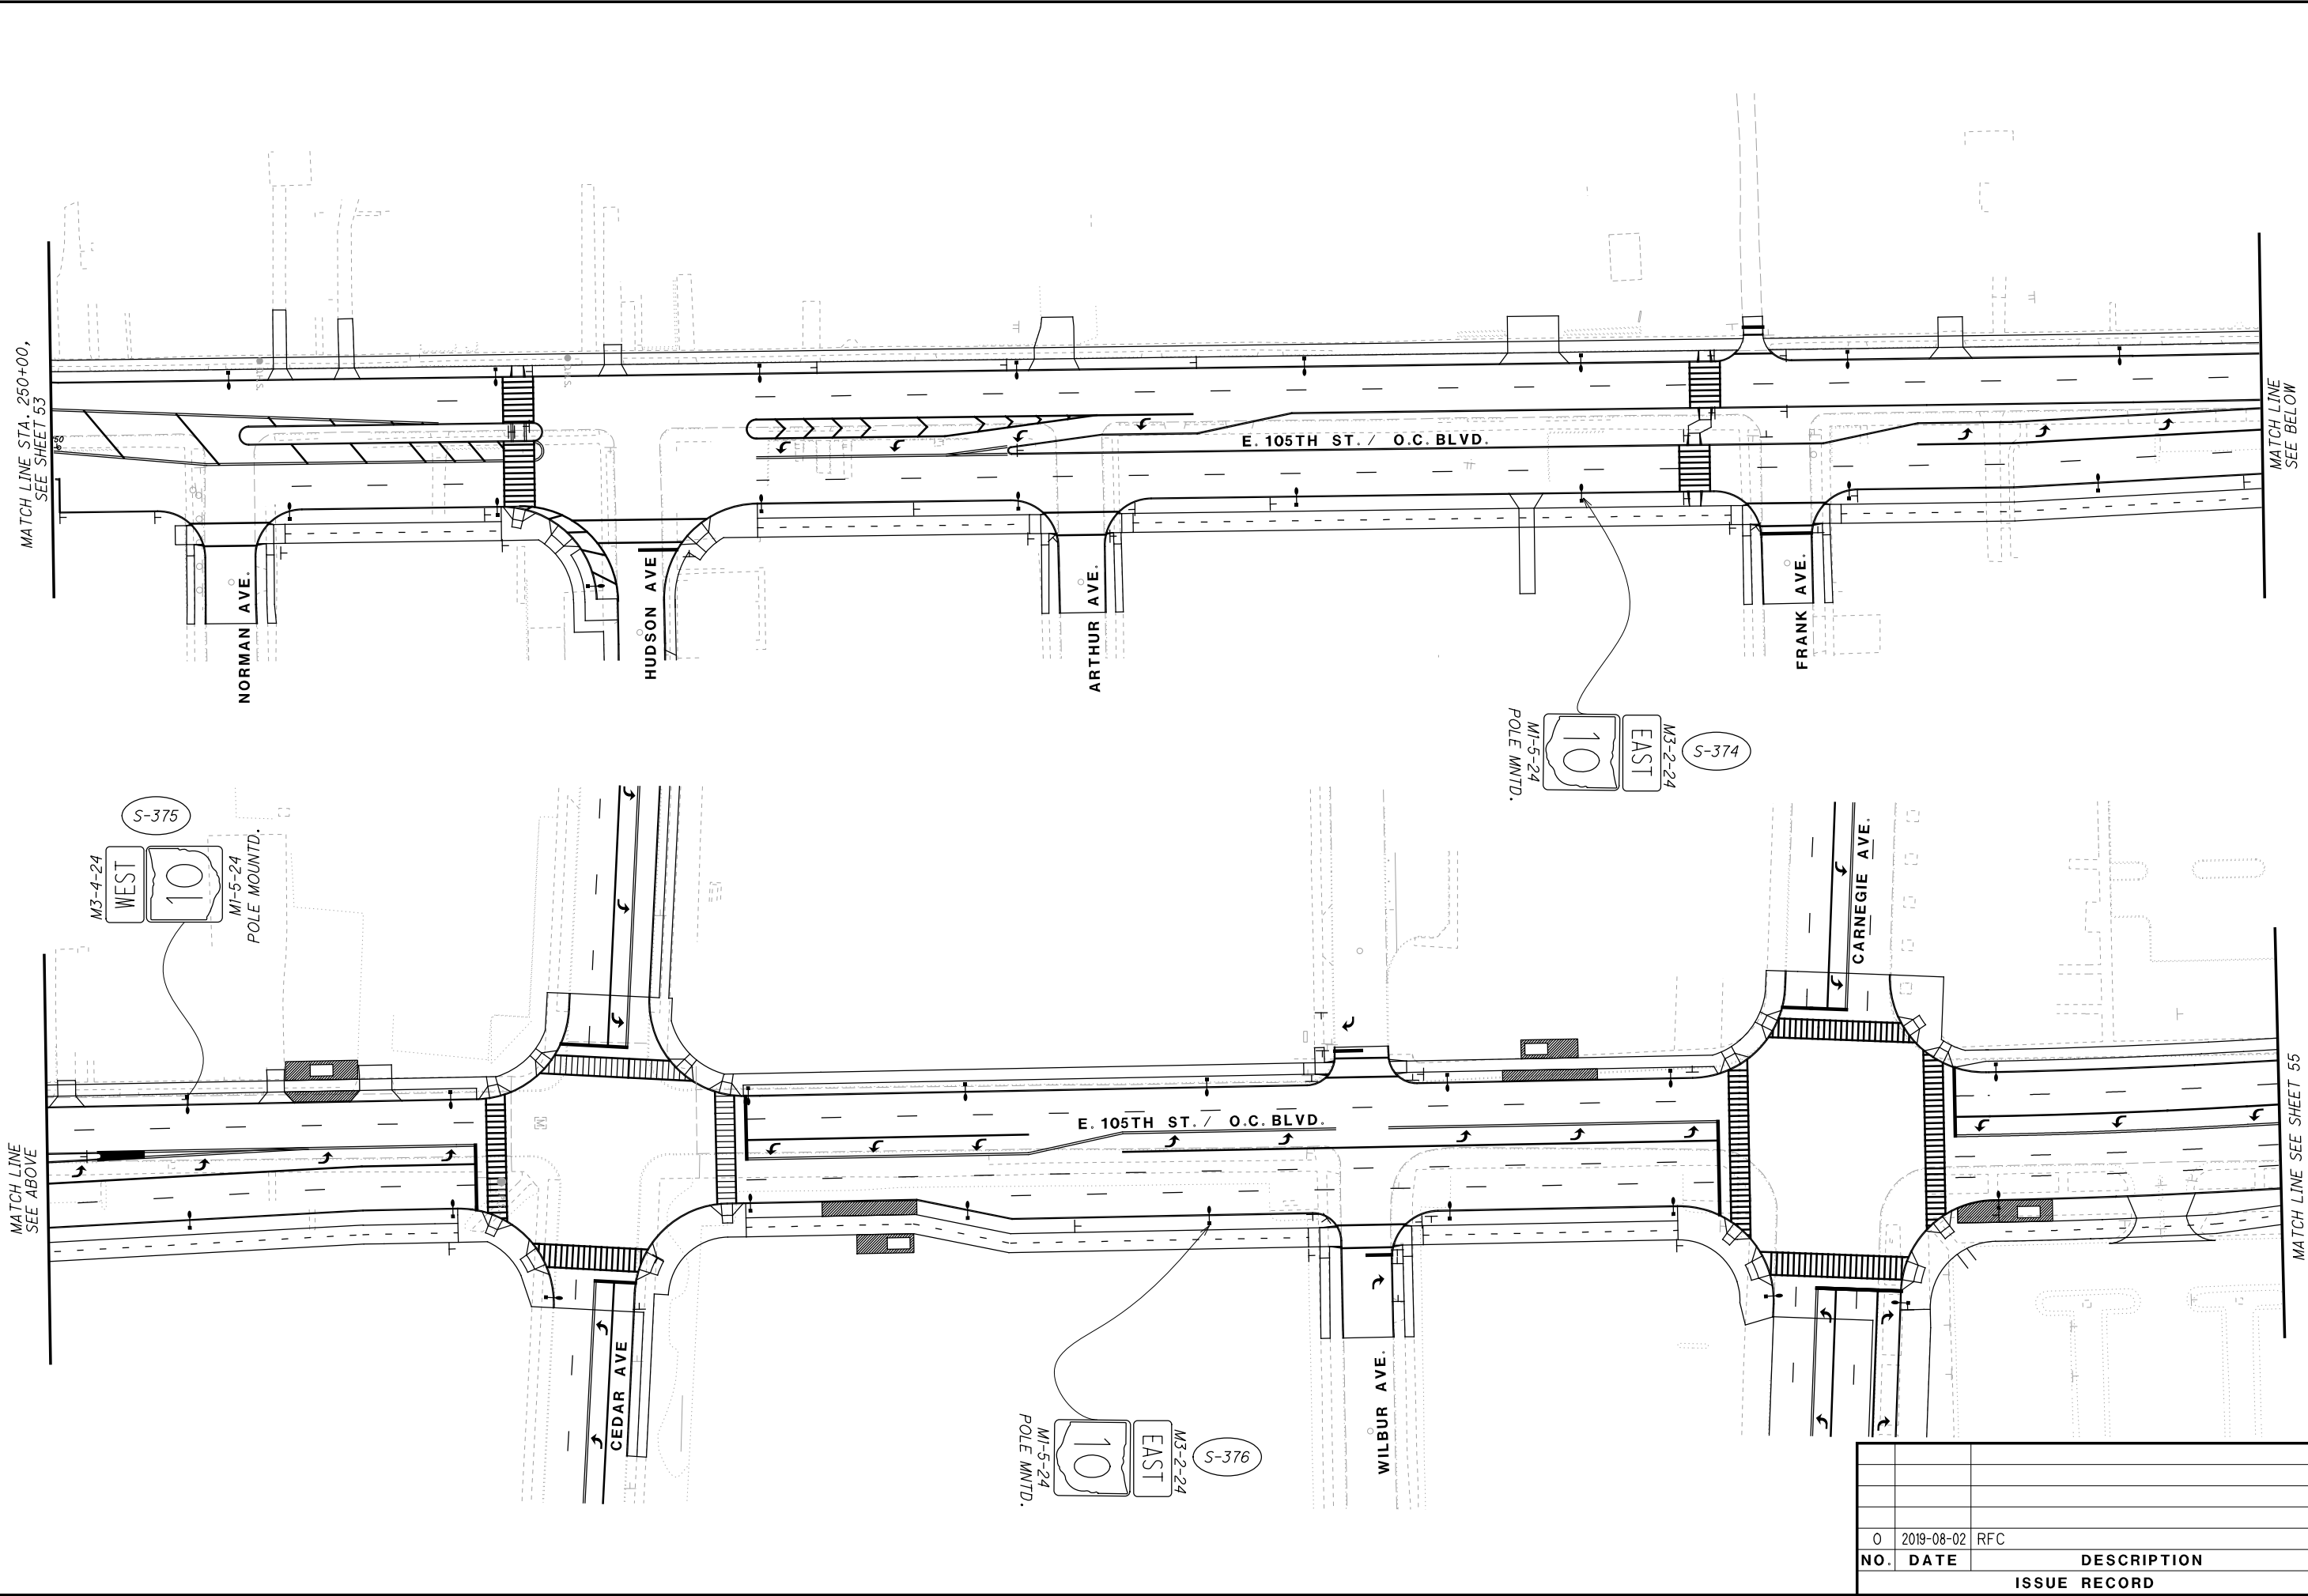 MATCH LINE STA. 250+00,
SEE SHEET 53
E. 105TH ST. / O.C. BLVD.
MATCH LINE
SEE BELOW
NORMAN AVE.
HUDSON AVE
ARTHUR AVE.
FRANK AVE.
S-374
M3-2-24
EAST
10
M1-5-24
POLE MNTD.
S-375
M3-4-24
WEST
10
M1-5-24
POLE MOUNTD.
CARNEGIE AVE.
MATCH LINE
SEE ABOVE
E. 105TH ST. / O.C. BLVD.
MATCH LINE SEE SHEET 55
CEDAR AVE
WILBUR AVE.
S-376
M3-2-24
EAST
10
M1-5-24
POLE MNTD.
0 2019-08-02 RFC
NO. DATE DESCRIPTION
ISSUE RECORD